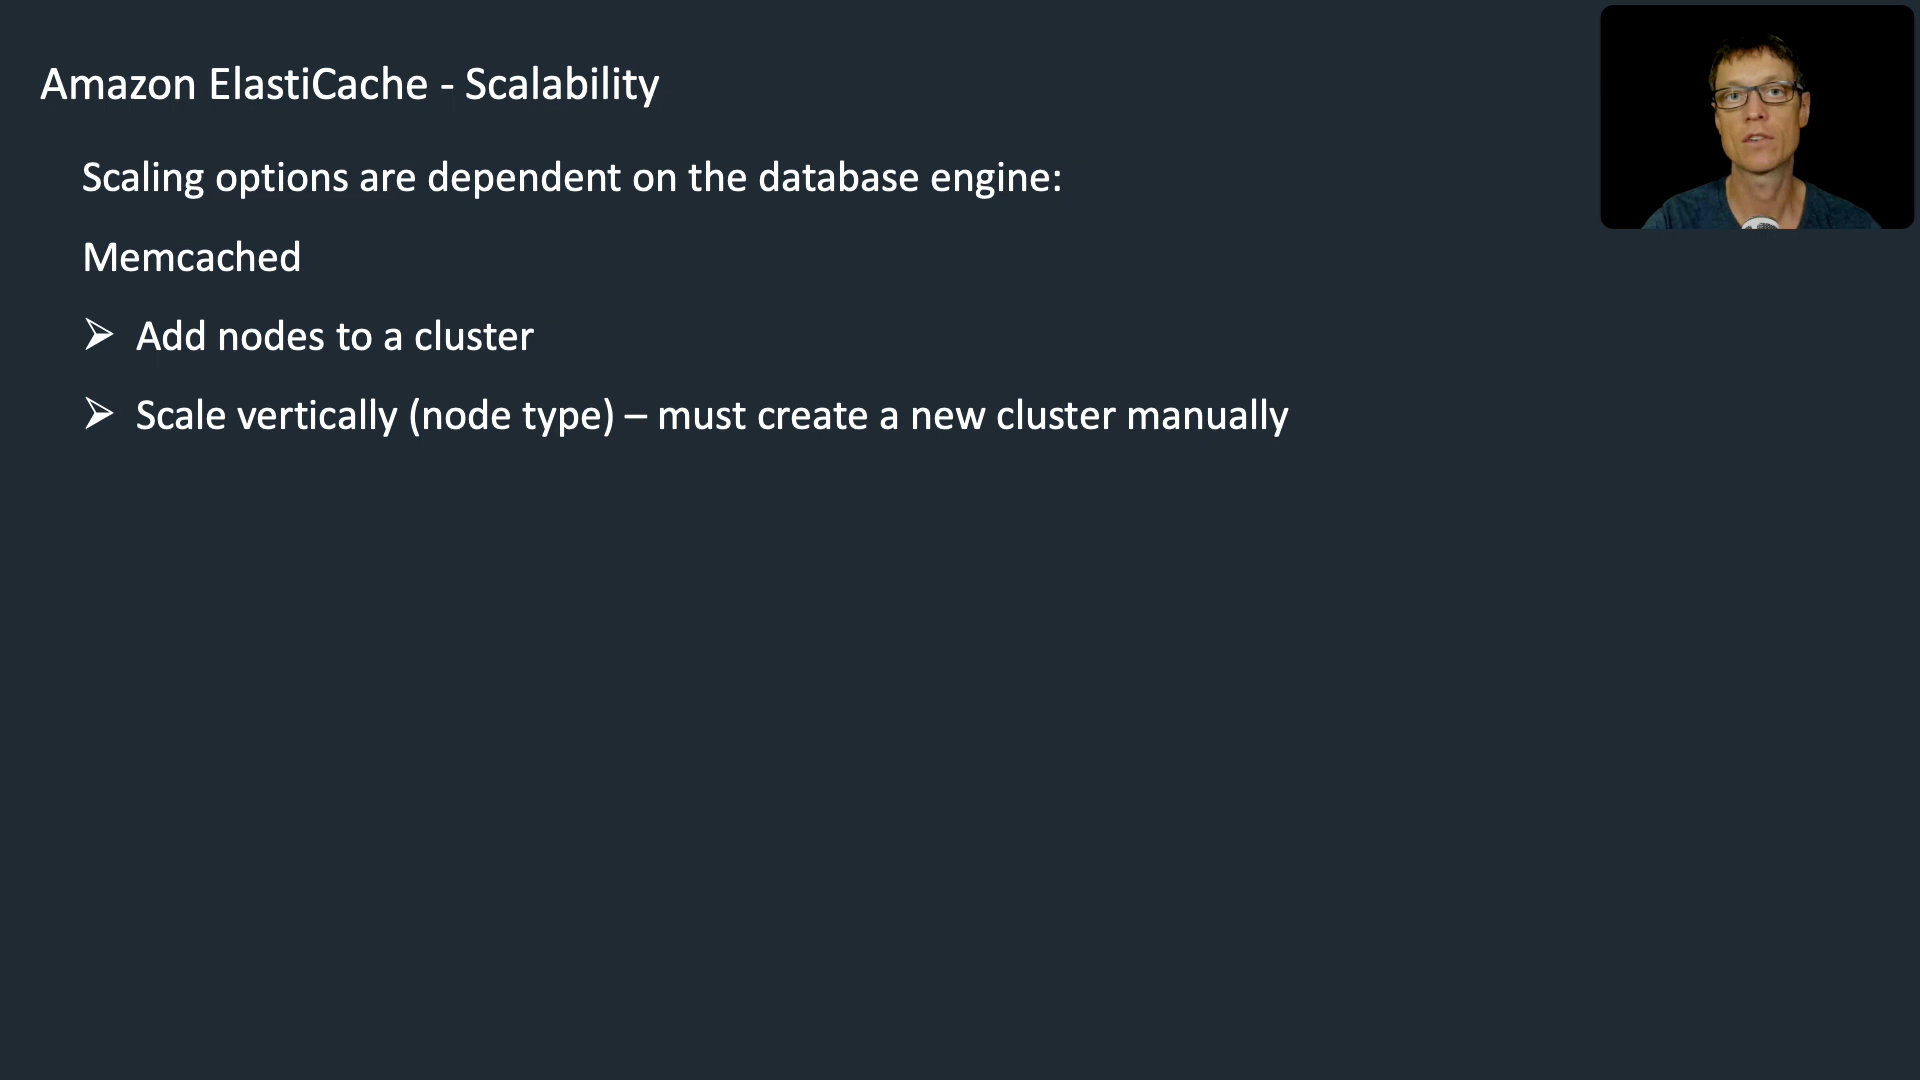 Amazon ElastiCache - Scalability
Scaling options are dependent on the database engine:
Memcached
➢ Add nodes to a cluster
➢ Scale vertically (node type) – must create a new cluster manually